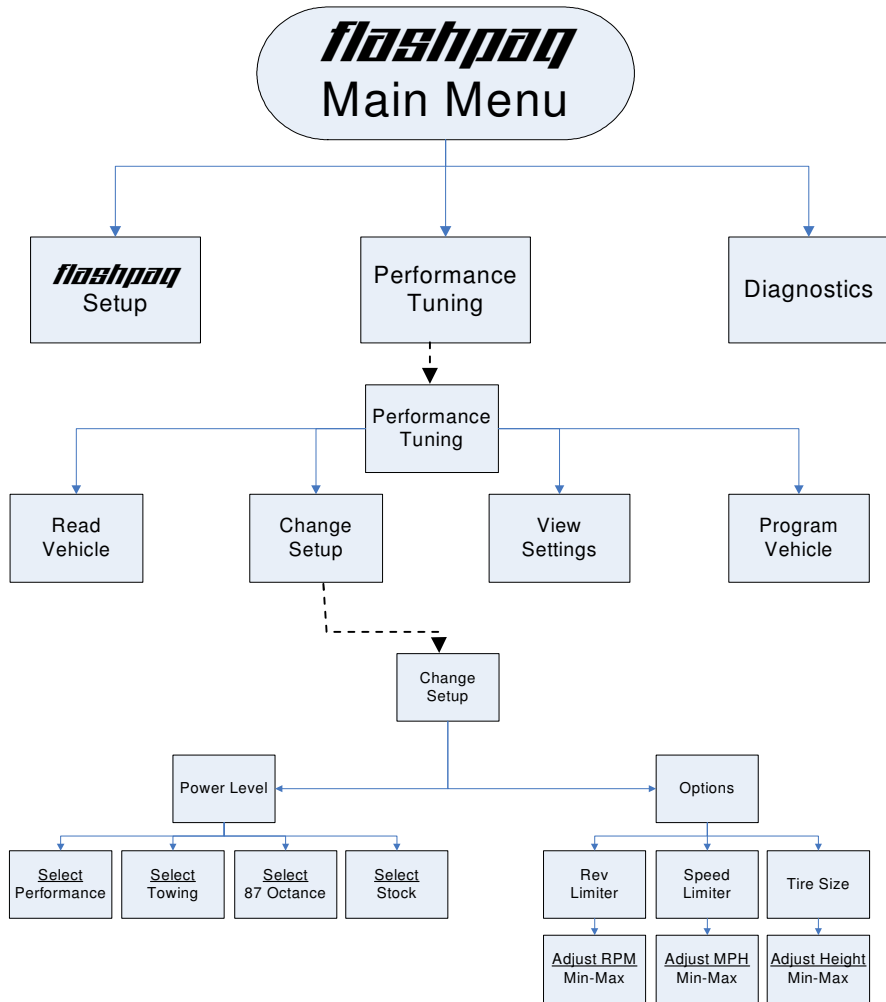 flashpaq
Main Menu
flashpaq
Setup
Performance
Tuning
Diagnostics
Performance
Tuning
Read
Vehicle
Change
Setup
View
Settings
Program
Vehicle
Change
Setup
Power Level
Options
Select
Performance
Select
Towing
Select
87 Octance
Select
Stock
Rev
Limiter
Speed
Limiter
Tire Size
Adjust RPM
Min-Max
Adjust MPH
Min-Max
Adjust Height
Min-Max